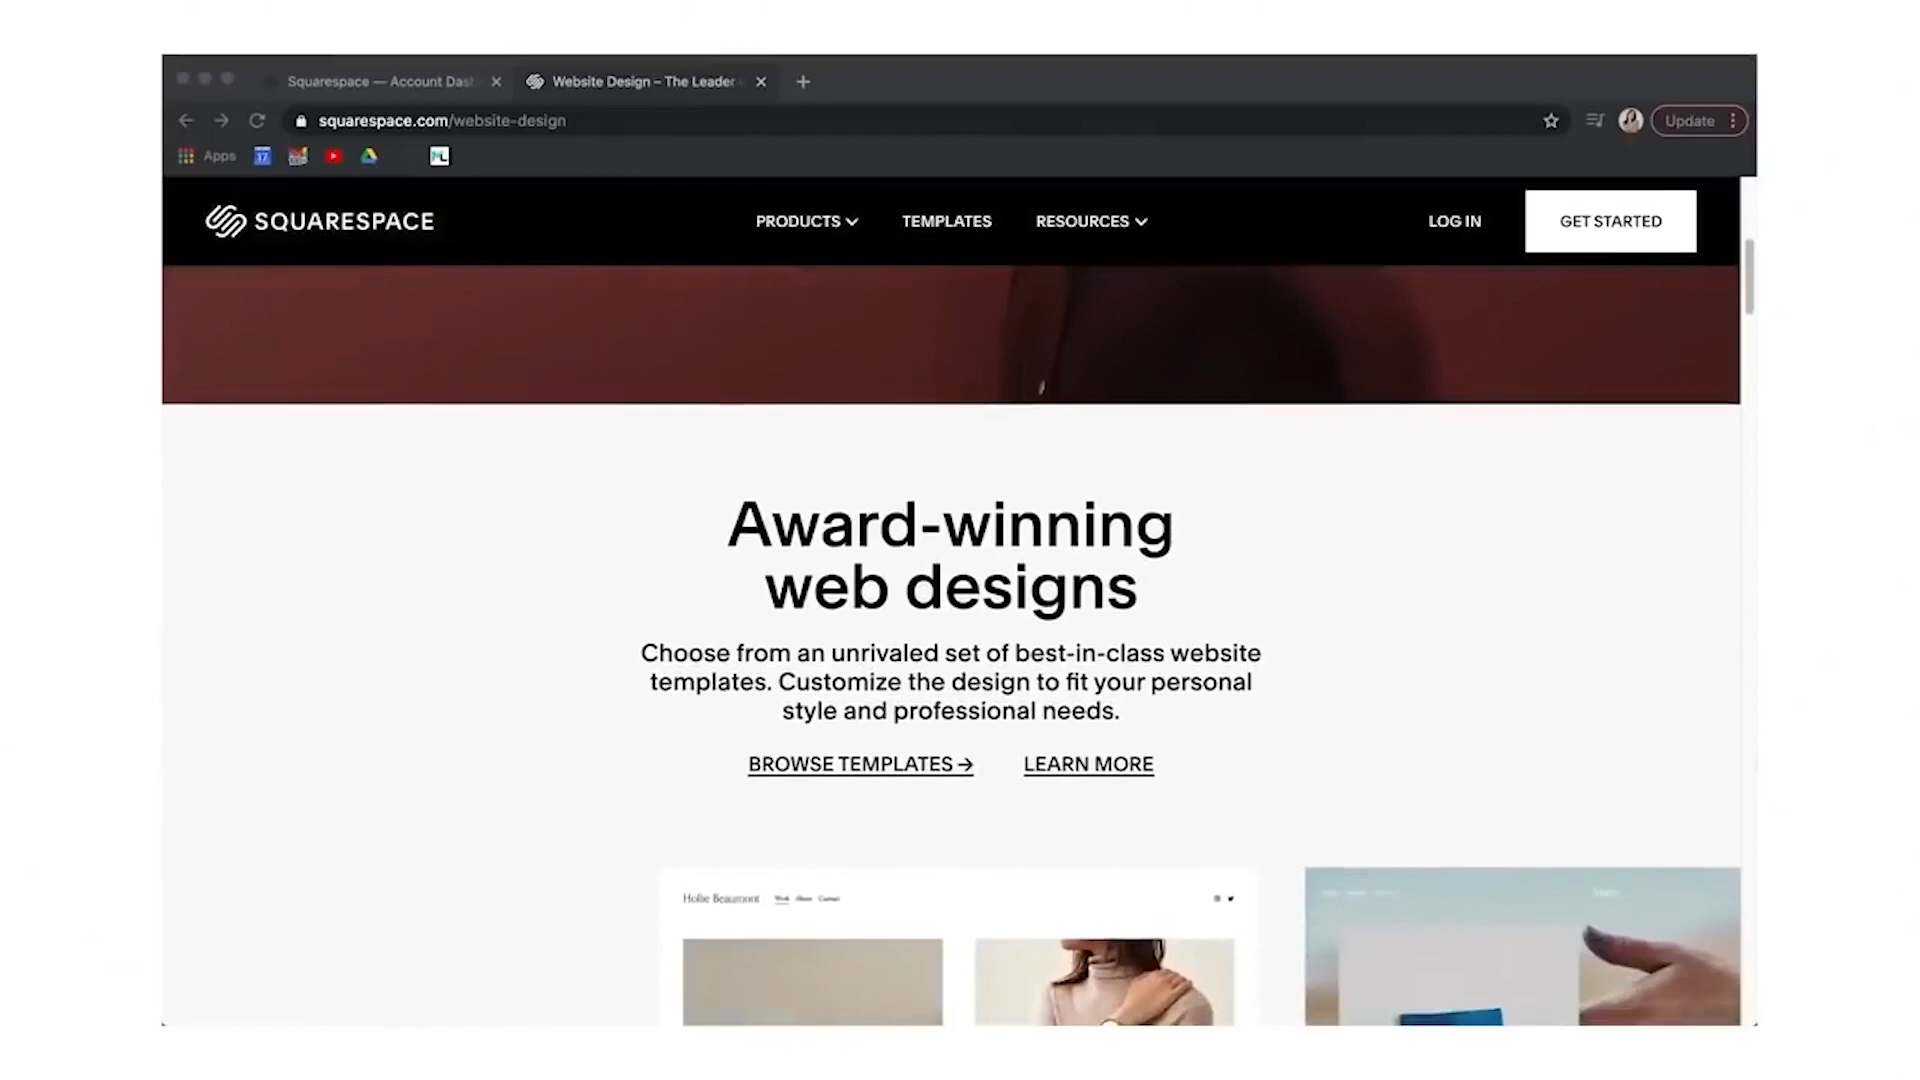 Squarespace — Account Das
Website Design – The Leader
squarespace.com/website-design
Update
Apps
17
SQUARESPACE
PRODUCTS
TEMPLATES
RESOURCES
LOG IN
GET STARTED
Award-winning
web designs
Choose from an unrivaled set of best-in-class website
templates. Customize the design to fit your personal
style and professional needs.
BROWSE TEMPLATES →
LEARN MORE
Hollie Beaumont
Work About Contact